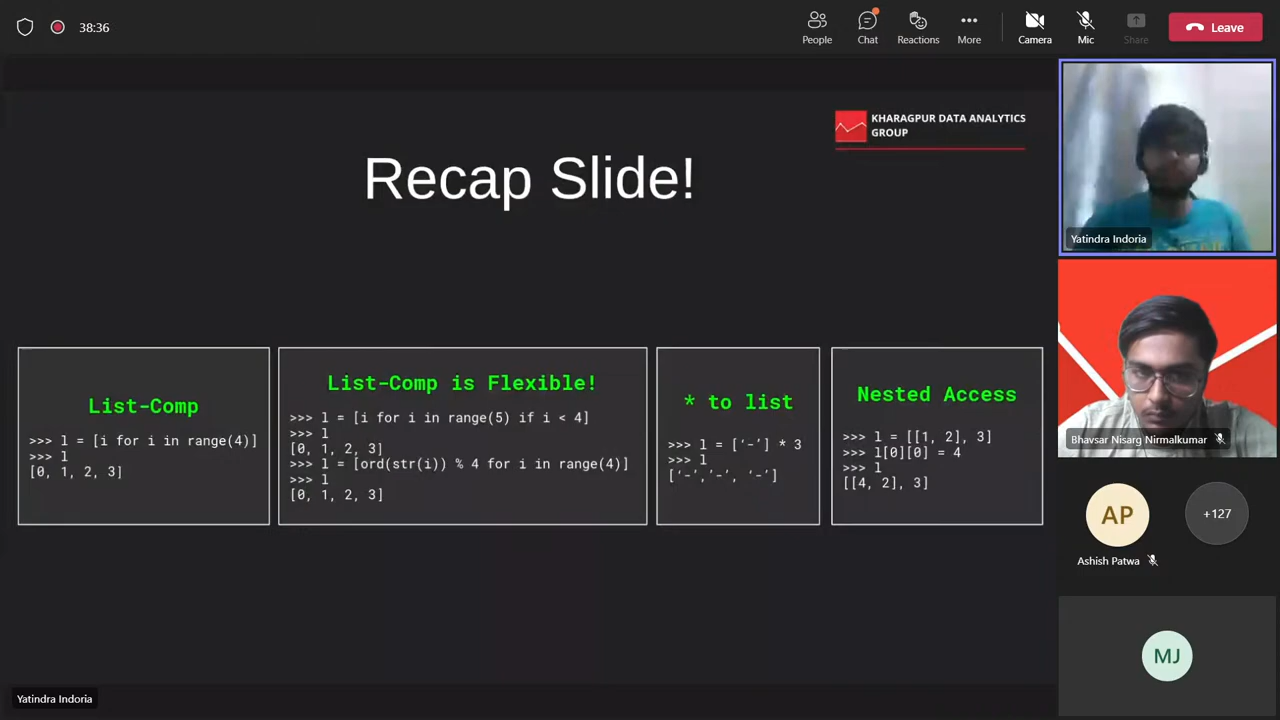 38:36
People
Chat
Reactions
More
Camera
Mic
Share
Leave
KHARAGPUR DATA ANALYTICS
GROUP
Recap Slide!
List-Comp
>>> l = [i for i in range(4)]
>>> l
[0, 1, 2, 3]
List-Comp is Flexible!
>>> l = [i for i in range(5) if i < 4]
>>> l
[0, 1, 2, 3]
>>> l = [ord(str(i)) % 4 for i in range(4)]
>>> l
[0, 1, 2, 3]
* to list
>>> l = [‘-’] * 3
>>> l
[‘-’,‘-’, ‘-’]
Nested Access
>>> l = [[1, 2], 3]
>>> l[0][0] = 4
>>> l
[[4, 2], 3]
Yatindra Indoria
Bhavsar Nisarg Nirmalkumar
AP
+127
Ashish Patwa
MJ
Yatindra Indoria